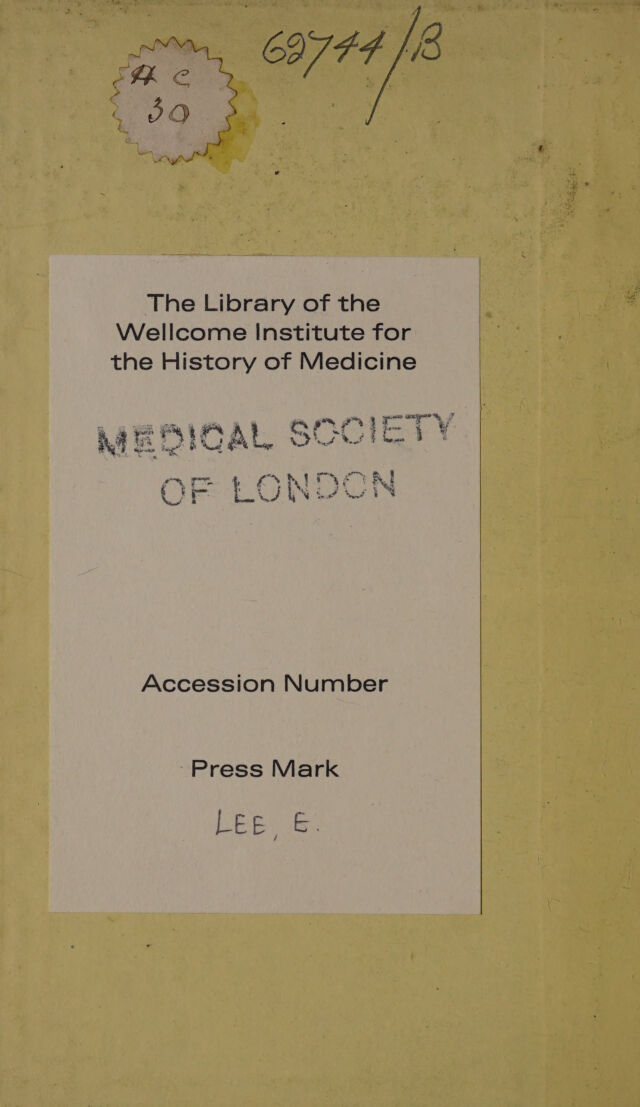 62744/B
H C
30
The Library of the
Wellcome Institute for
the History of Medicine
MEDICAL SOCIETY
OF LONDON
Accession Number
Press Mark
LEE, E.